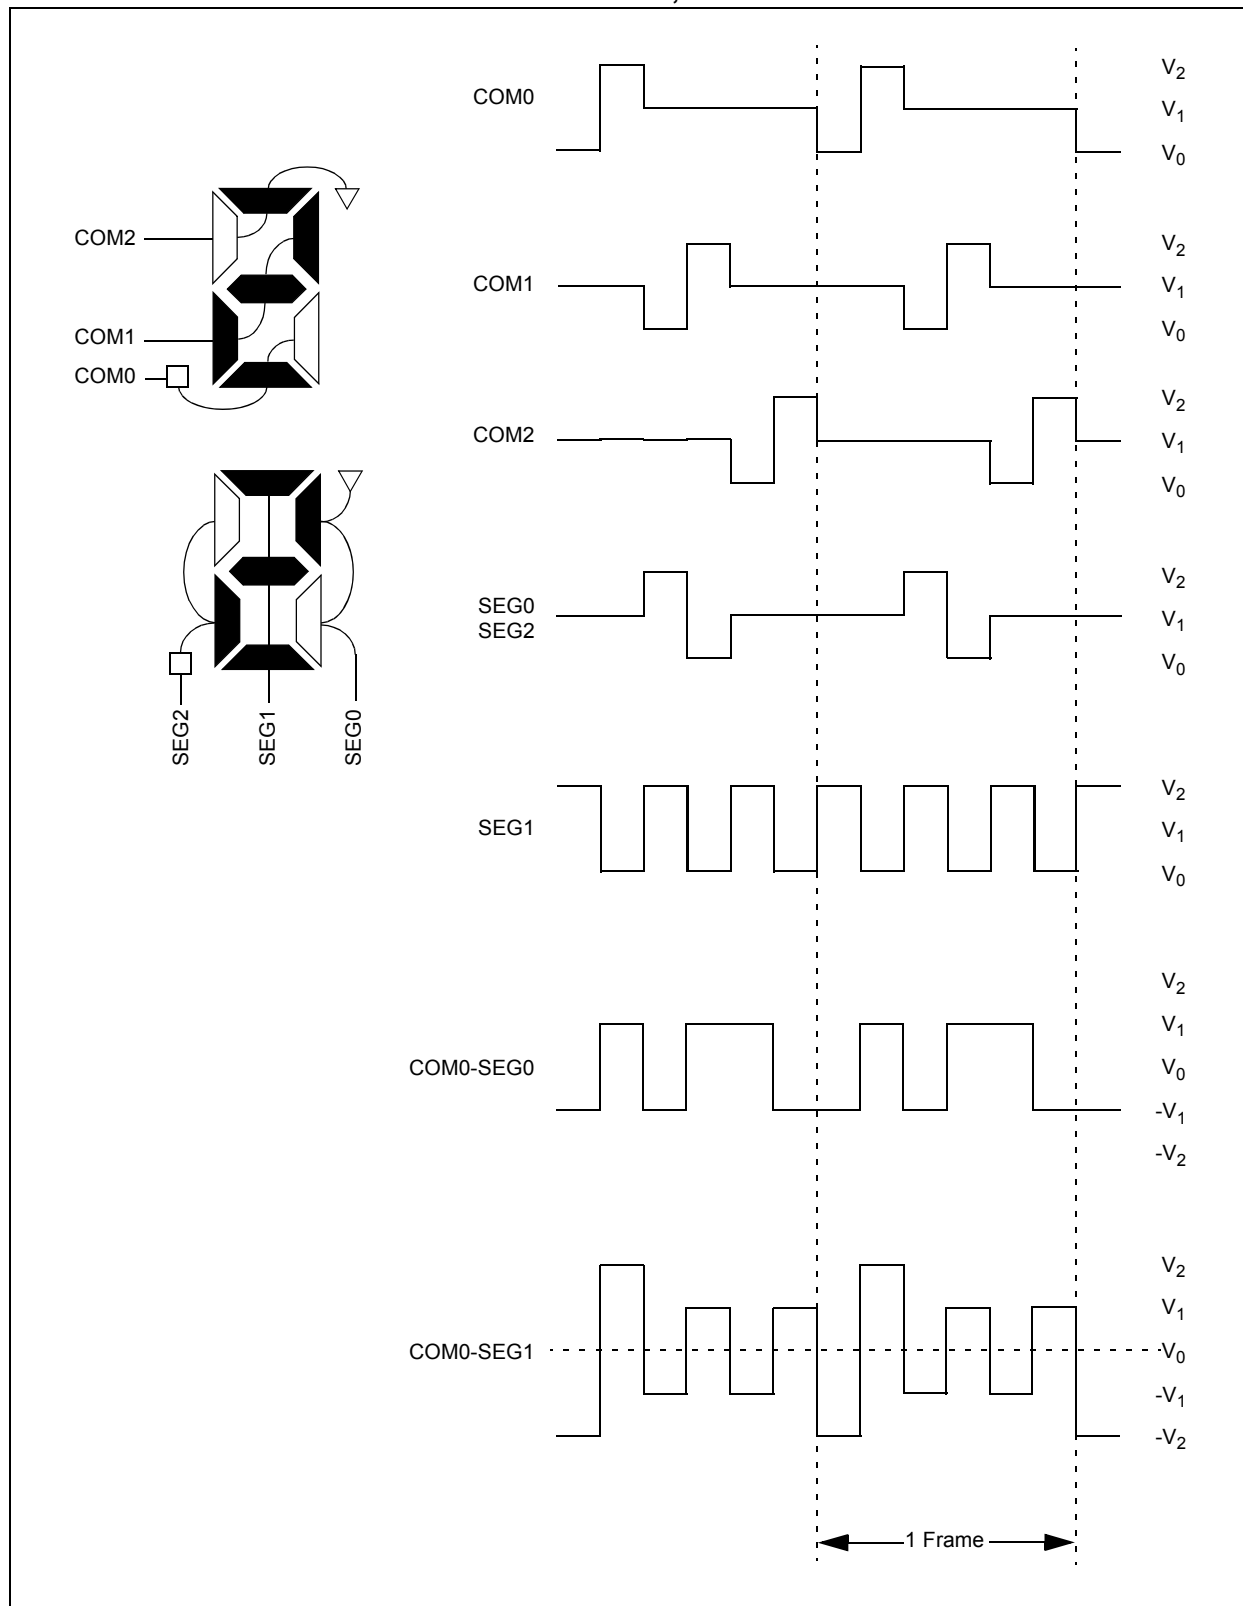 COM0
V2
V1
V0
COM2
COM1
COM0
COM1
V2
V1
V0
COM2
V2
V1
V0
SEG2
SEG1
SEG0
SEG0
SEG2
V2
V1
V0
SEG1
V2
V1
V0
COM0-SEG0
V2
V1
V0
-V1
-V2
COM0-SEG1
V2
V1
V0
-V1
-V2
1 Frame